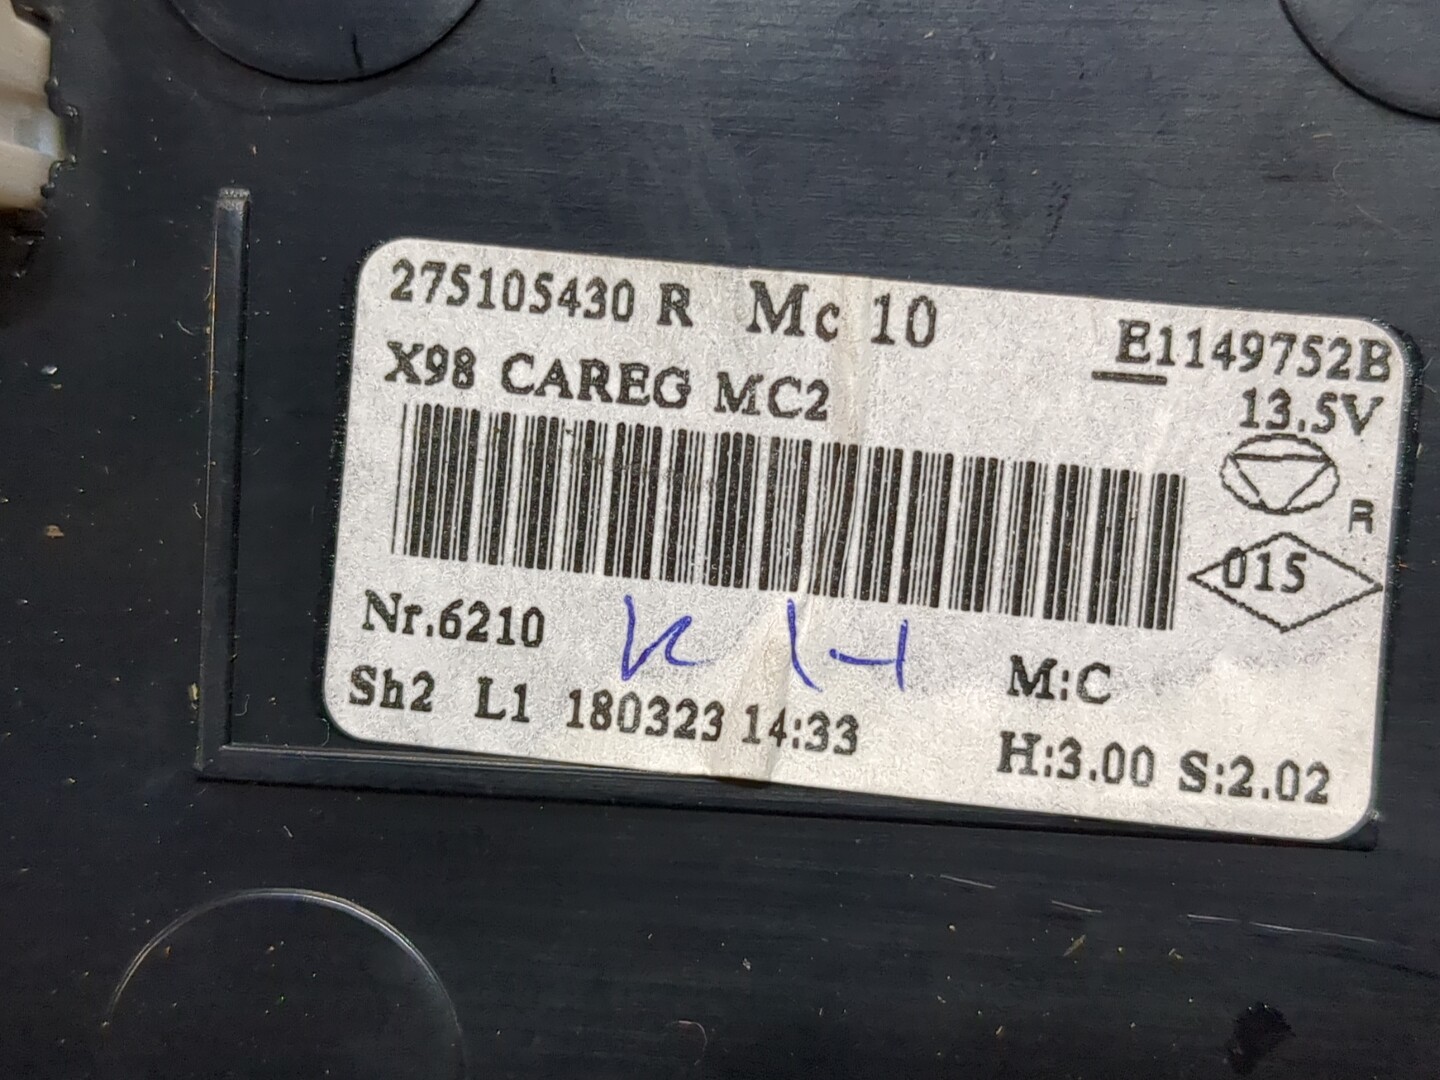 275105430 R Mc 10
E1149752B
X98 CAREG MC2
13.5V
R
015
Nr.6210
M:C
Sh2 L1 180323 14:33
H:3.00 S:2.02